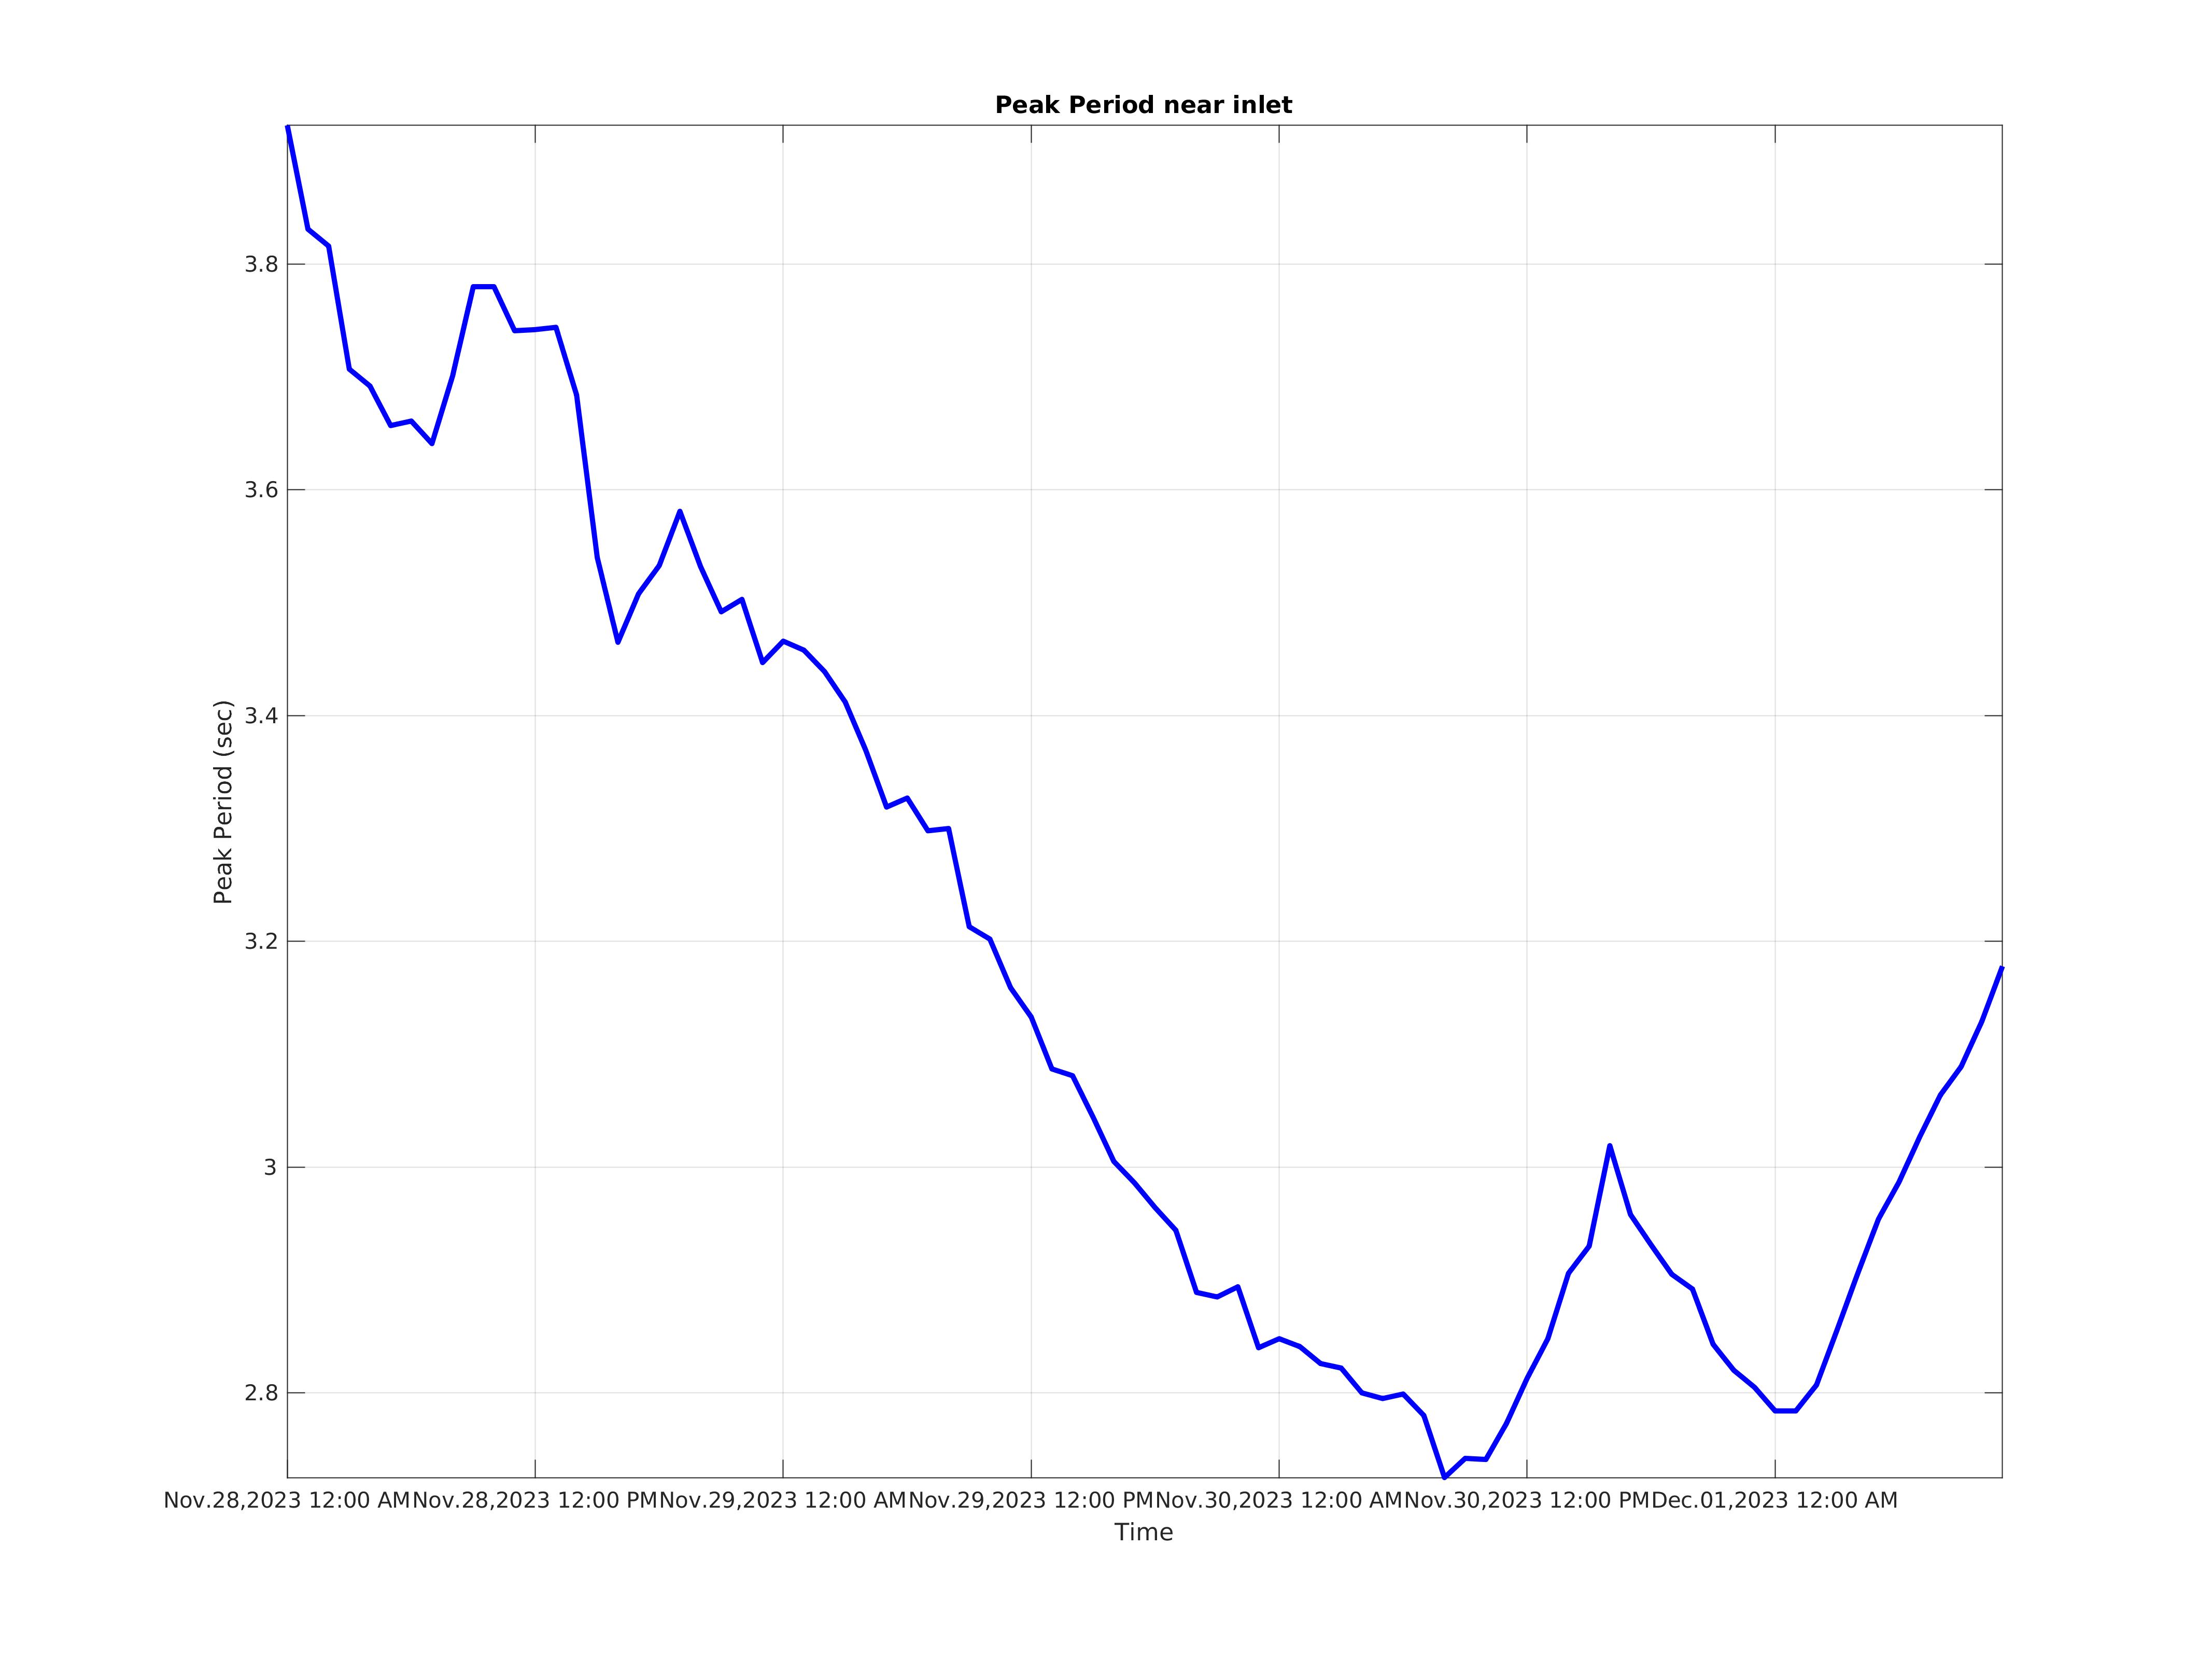 Peak Period near inlet
Peak Period (sec)
3.8
3.6
3.4
3.2
3
2.8
Nov.28,2023 12:00 AM Nov.28,2023 12:00 PM Nov.29,2023 12:00 AM Nov.29,2023 12:00 PM Nov.30,2023 12:00 AM Nov.30,2023 12:00 PM Dec.01,2023 12:00 AM
Time